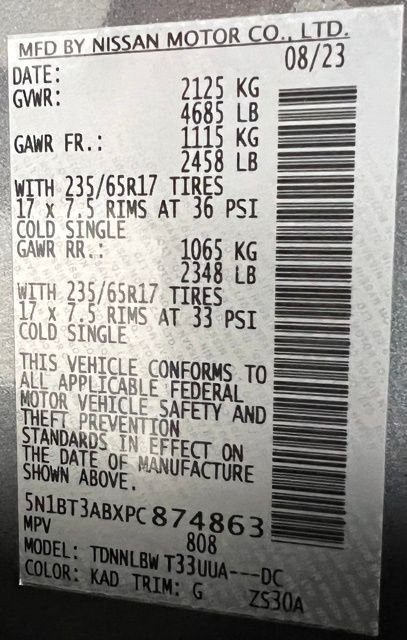 MFD BY NISSAN MOTOR CO., LTD.
DATE: 08/23
GVWR: 2125 KG
4685 LB
GAWR FR.: 1115 KG
2458 LB
WITH 235/65R17 TIRES
17 x 7.5 RIMS AT 36 PSI
COLD SINGLE
GAWR RR.: 1065 KG
2348 LB
WITH 235/65R17 TIRES
17 x 7.5 RIMS AT 33 PSI
COLD SINGLE
THIS VEHICLE CONFORMS TO
ALL APPLICABLE FEDERAL
MOTOR VEHICLE SAFETY AND
THEFT PREVENTION
STANDARDS IN EFFECT ON
THE DATE OF MANUFACTURE
SHOWN ABOVE.
5N1BT3ABXPC874863
MPV 808
MODEL: TDNNLBW T33UUA---DC
COLOR: KAD TRIM: G ZS30A